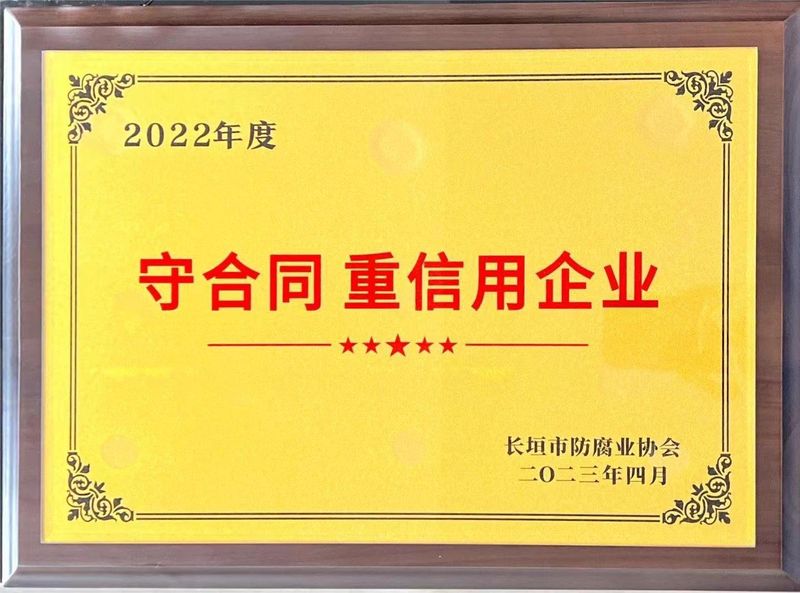 2022年度
守合同 重信用企业
长垣市防腐业协会
二〇二三年四月